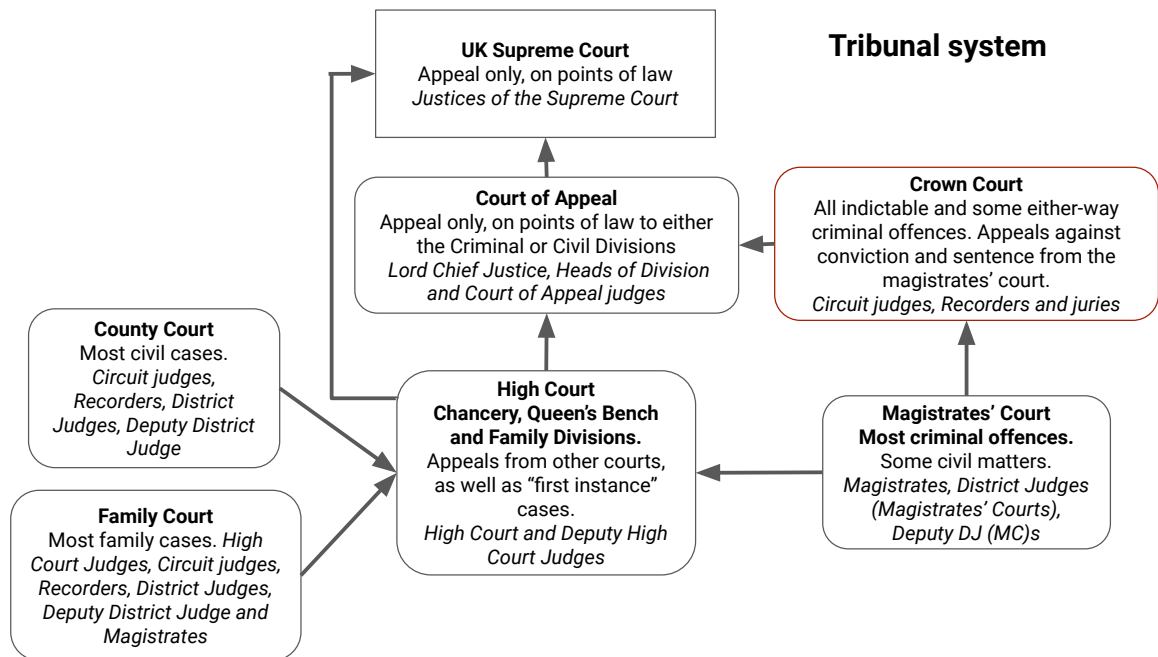 Tribunal system
UK Supreme Court
Appeal only, on points of law
Justices of the Supreme Court
Court of Appeal
Appeal only, on points of law to either
the Criminal or Civil Divisions
Lord Chief Justice, Heads of Division
and Court of Appeal judges
Crown Court
All indictable and some either-way
criminal offences. Appeals against
conviction and sentence from the
magistrates’ court.
Circuit judges, Recorders and juries
County Court
Most civil cases.
Circuit judges,
Recorders, District
Judges, Deputy District
Judge
High Court
Chancery, Queen’s Bench
and Family Divisions.
Appeals from other courts,
as well as “first instance”
cases.
High Court and Deputy High
Court Judges
Magistrates’ Court
Most criminal offences.
Some civil matters.
Magistrates, District Judges
(Magistrates’ Courts),
Deputy DJ (MC)s
Family Court
Most family cases. High
Court Judges, Circuit judges,
Recorders, District Judges,
Deputy District Judge and
Magistrates